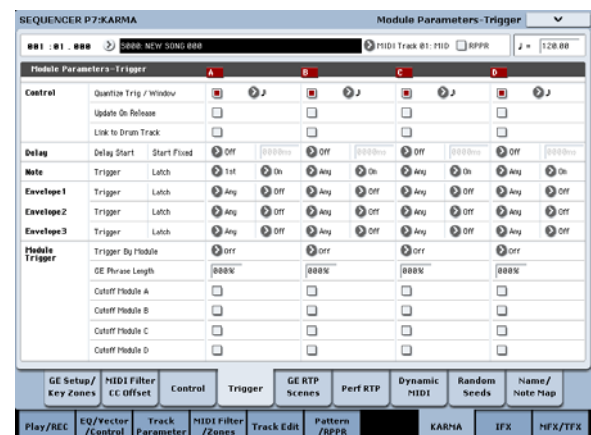 SEQUENCER P7:KARMA Module Parameters-Trigger
001 :01 . 000 S000: NEW SONG 000 MIDI Track 01: MID RPPR ♩ = 120.00
Module Parameters-Trigger A B C D
Control Quantize Trig / Window ♪ ♪ ♪ ♪
Update On Release
Link to Drum Track
Delay Delay Start Start Fixed Off 0000ms Off 0000ms Off 0000ms Off 0000ms
Note Trigger Latch 1st On Any On Any On Any On
Envelope1 Trigger Latch Any Off Any Off Any Off Any Off
Envelope2 Trigger Latch Any Off Any Off Any Off Any Off
Envelope3 Trigger Latch Any Off Any Off Any Off Any Off
Module Trigger Trigger By Module Off Off Off Off
GE Phrase Length 000% 000% 000% 000%
Cutoff Module A
Cutoff Module B
Cutoff Module C
Cutoff Module D
GE Setup/ Key Zones MIDI Filter CC Offset Control Trigger GE RTP Scenes Perf RTP Dynamic MIDI Random Seeds Name/ Note Map
Play/REC EQ/Vector /Control Track Parameter MIDI Filter /Zones Track Edit Pattern /RPPR KARMA IFX MFX/TFX